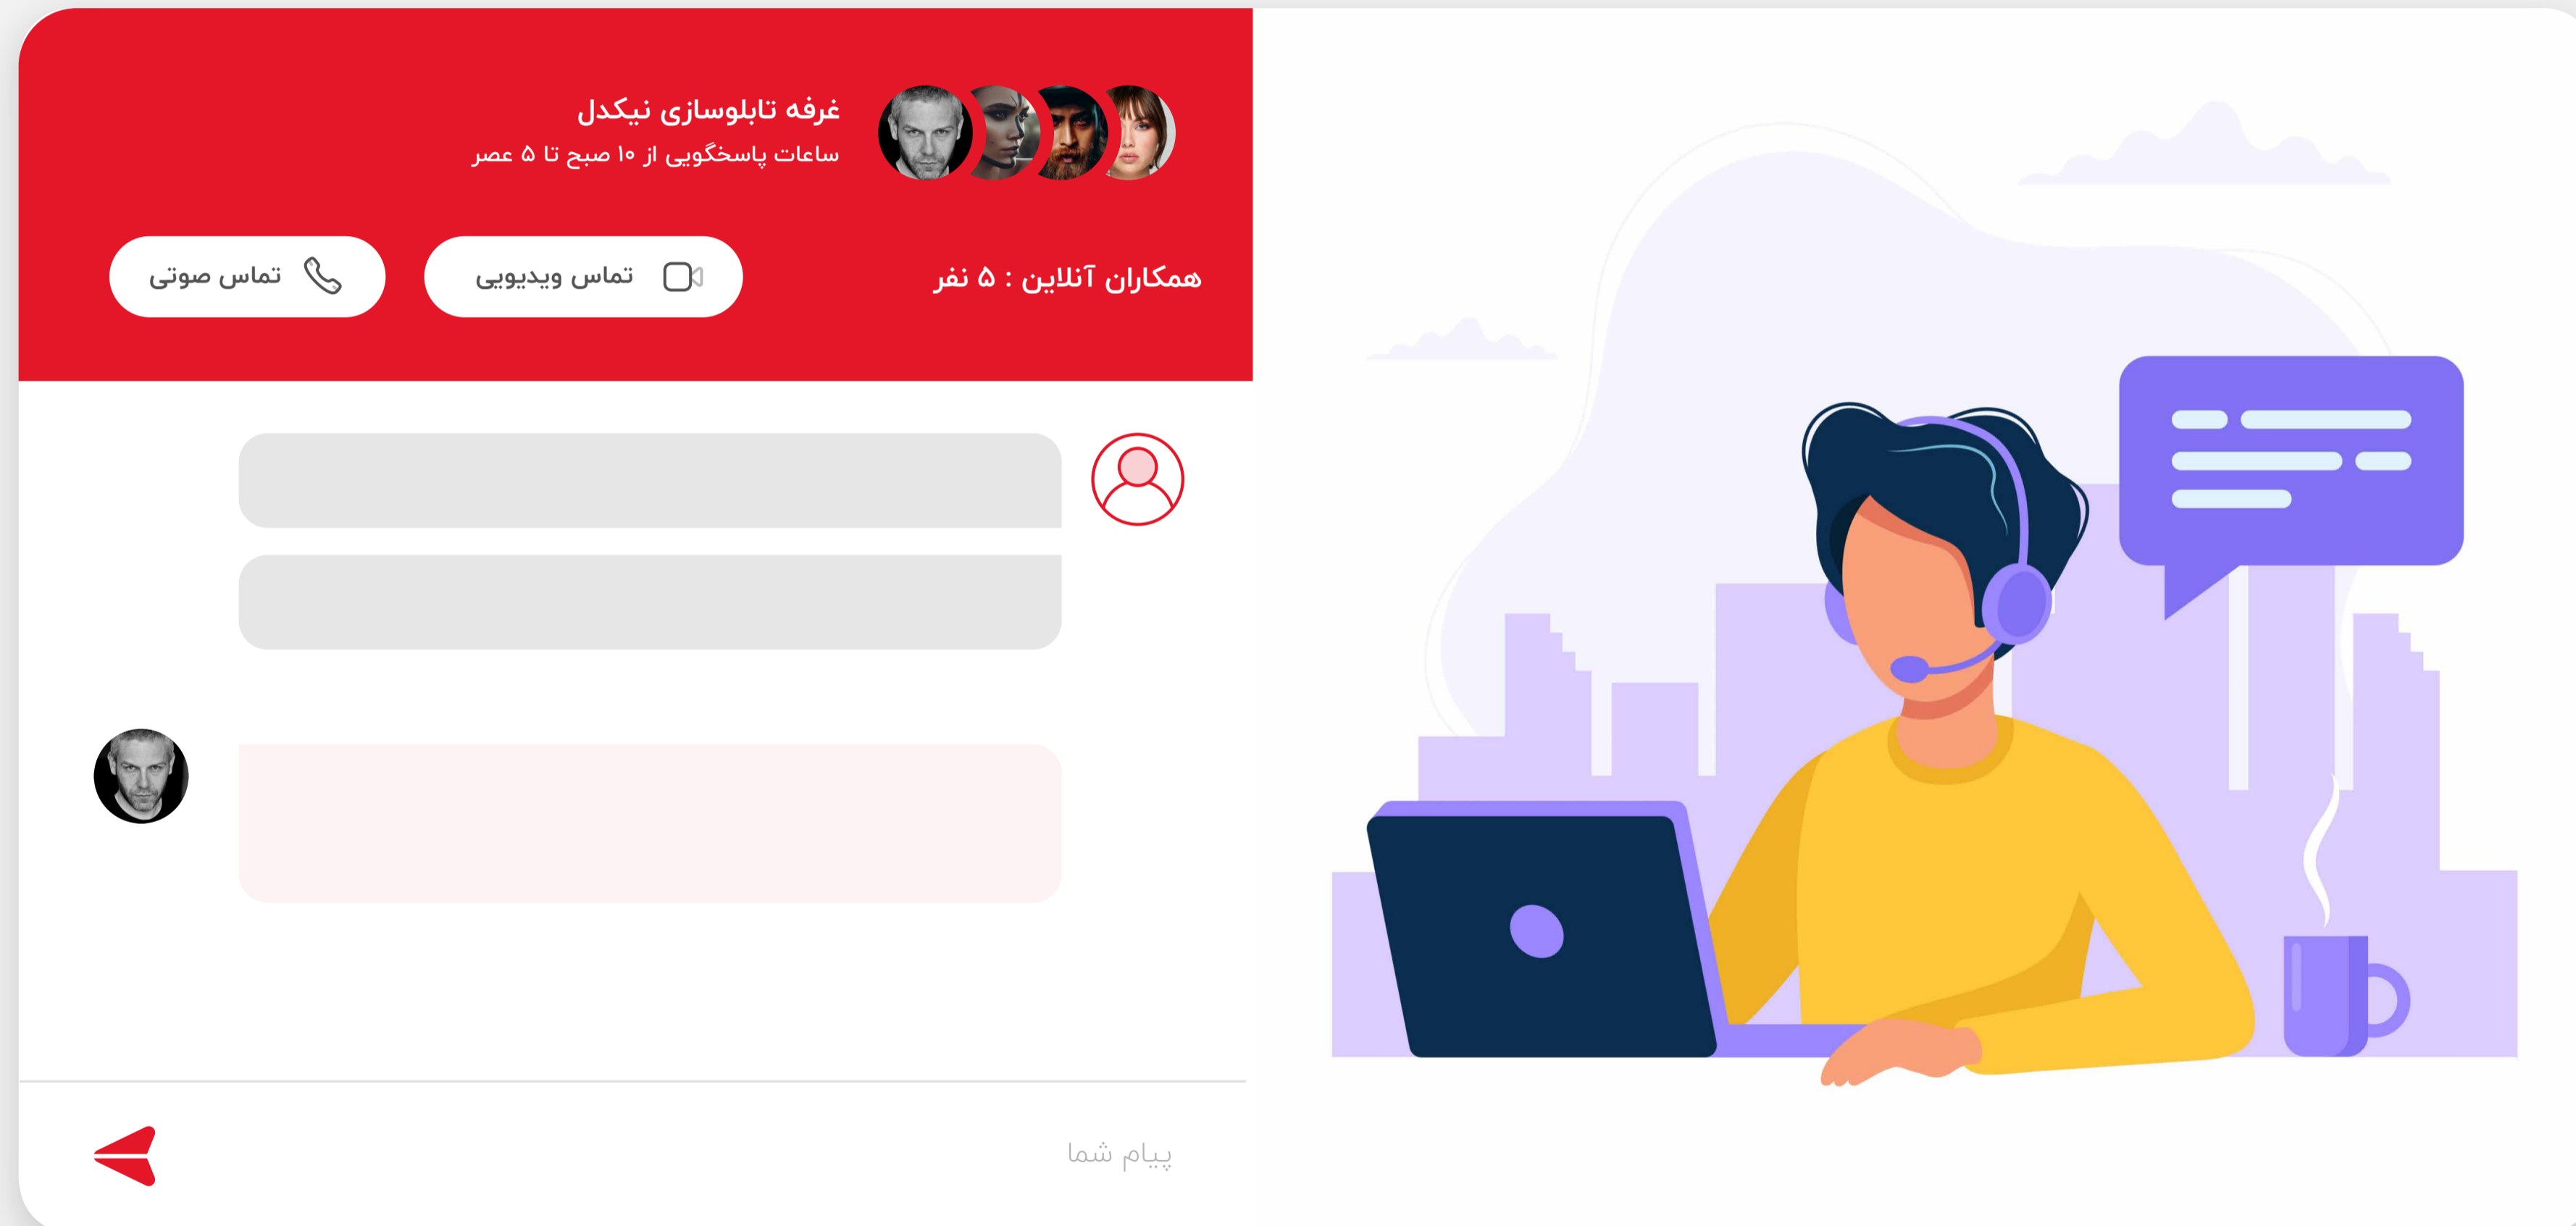 غرفه تابلوسازی نیکدل
ساعات پاسخگویی از ۱۰ صبح تا ۵ عصر
همکاران آنلاین : ۵ نفر
تماس ویدیویی
تماس صوتی
پیام شما